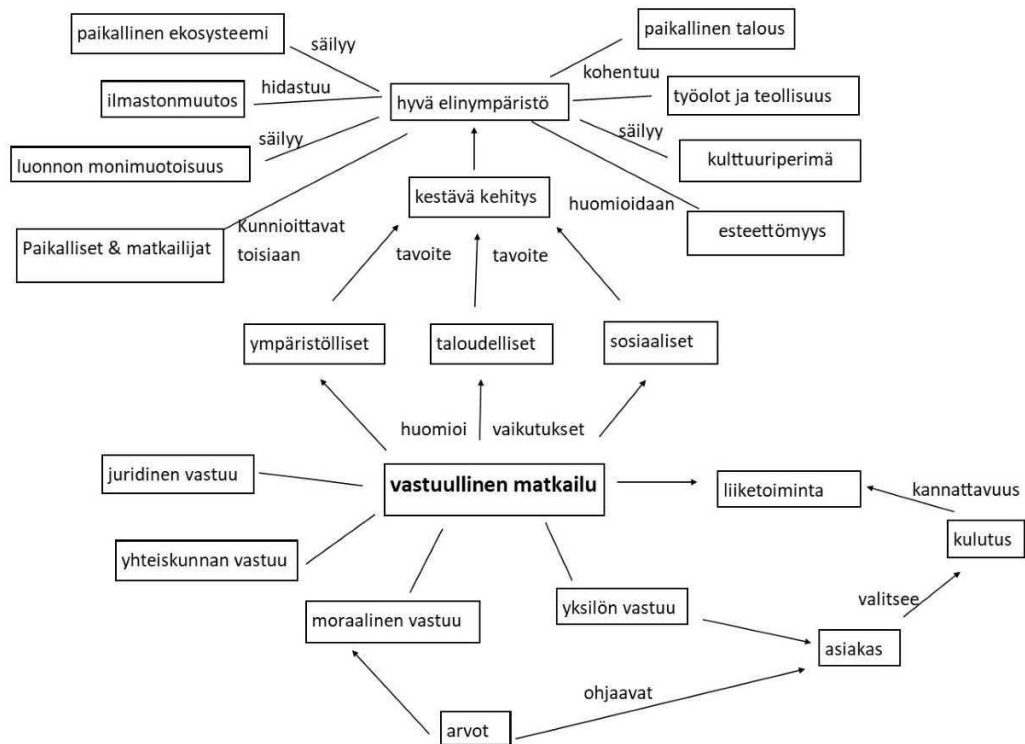 paikallinen ekosysteemi
säilyy
paikallinen talous
ilmastonmuutos
hidastuu
hyvä elinympäristö
kohentuu
työolot ja teollisuus
luonnon monimuotoisuus
säilyy
säilyy
kulttuuriperimä
kestävä kehitys
huomioidaan
Paikalliset & matkailijat
Kunnioittavat
toisiaan
esteettömyys
tavoite
tavoite
ympäristölliset
taloudelliset
sosiaaliset
huomioi
vaikutukset
juridinen vastuu
vastuullinen matkailu
liiketoiminta
kannattavuus
yhteiskunnan vastuu
kulutus
moraalinen vastuu
yksilön vastuu
valitsee
asiakas
ohjaavat
arvot